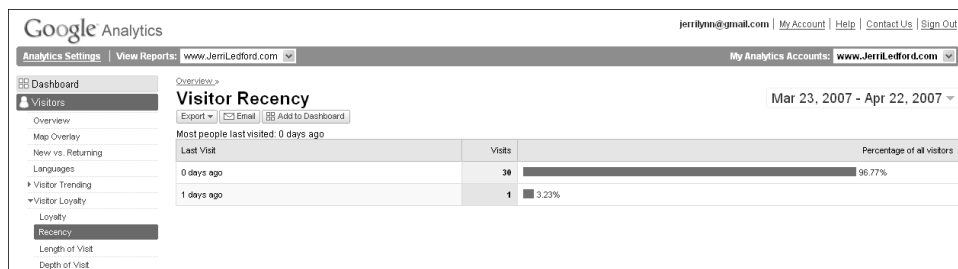 Google Analytics
jerrilynn@gmail.com | My Account | Help | Contact Us | Sign Out
Analytics Settings | View Reports: www.JerriLedford.com
My Analytics Accounts: www.JerriLedford.com
Dashboard
Visitors
Overview
Map Overlay
New vs. Returning
Languages
Visitor Trending
Visitor Loyalty
Loyalty
Recency
Length of Visit
Depth of Visit
Overview »
Visitor Recency
Mar 23, 2007 - Apr 22, 2007
Export Email Add to Dashboard
Most people last visited: 0 days ago
Last Visit Visits Percentage of all visitors
0 days ago 30 96.77%
1 days ago 1 3.23%